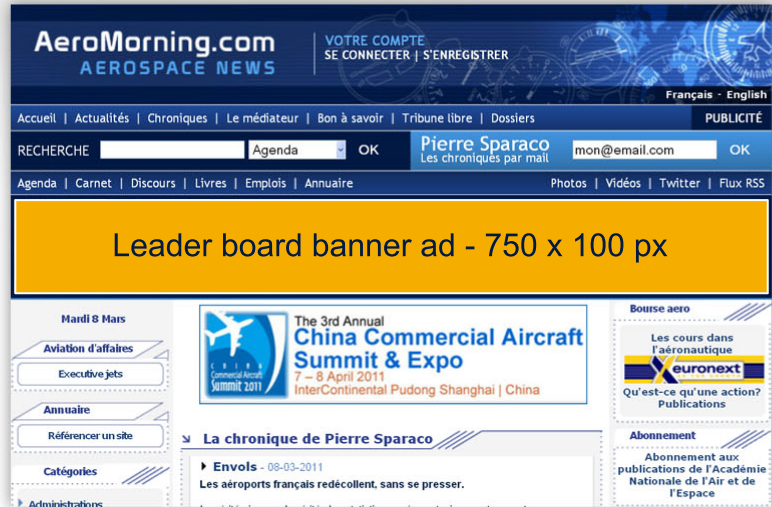 AeroMorning.com
AEROSPACE NEWS
VOTRE COMPTE
SE CONNECTER | S'ENREGISTRER
Français - English
Accueil | Actualités | Chroniques | Le médiateur | Bon à savoir | Tribune libre | Dossiers
PUBLICITÉ
RECHERCHE
Agenda
OK
Pierre Sparaco
Les chroniques par mail
mon@email.com
OK
Agenda | Carnet | Discours | Livres | Emplois | Annuaire
Photos | Vidéos | Twitter | Flux RSS
Leader board banner ad - 750 x 100 px
Mardi 8 Mars
Aviation d'affaires
Executive jets
Annuaire
Référencer un site
Catégories
Administrations
CHINA
Commercial Aircraft
Summit 2011
The 3rd Annual
China Commercial Aircraft
Summit & Expo
7 – 8 April 2011
InterContinental Pudong Shanghai | China
La chronique de Pierre Sparaco
Envols - 08-03-2011
Les aéroports français redécollent, sans se presser.
Bourse aero
Les cours dans
l'aéronautique
euronext
Qu'est-ce qu'une action?
Publications
Abonnement
Abonnement aux
publications de l'Académie
Nationale de l'Air et de
l'Espace